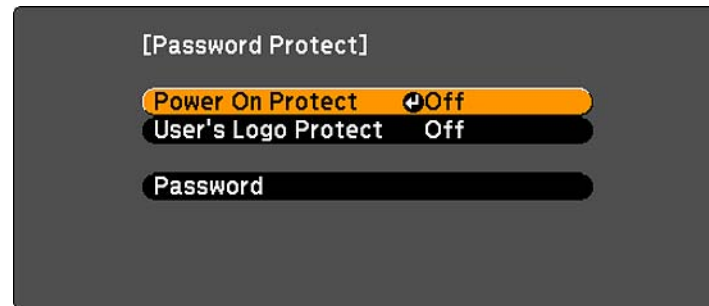 [Password Protect]
Power On Protect Off
User's Logo Protect Off
Password